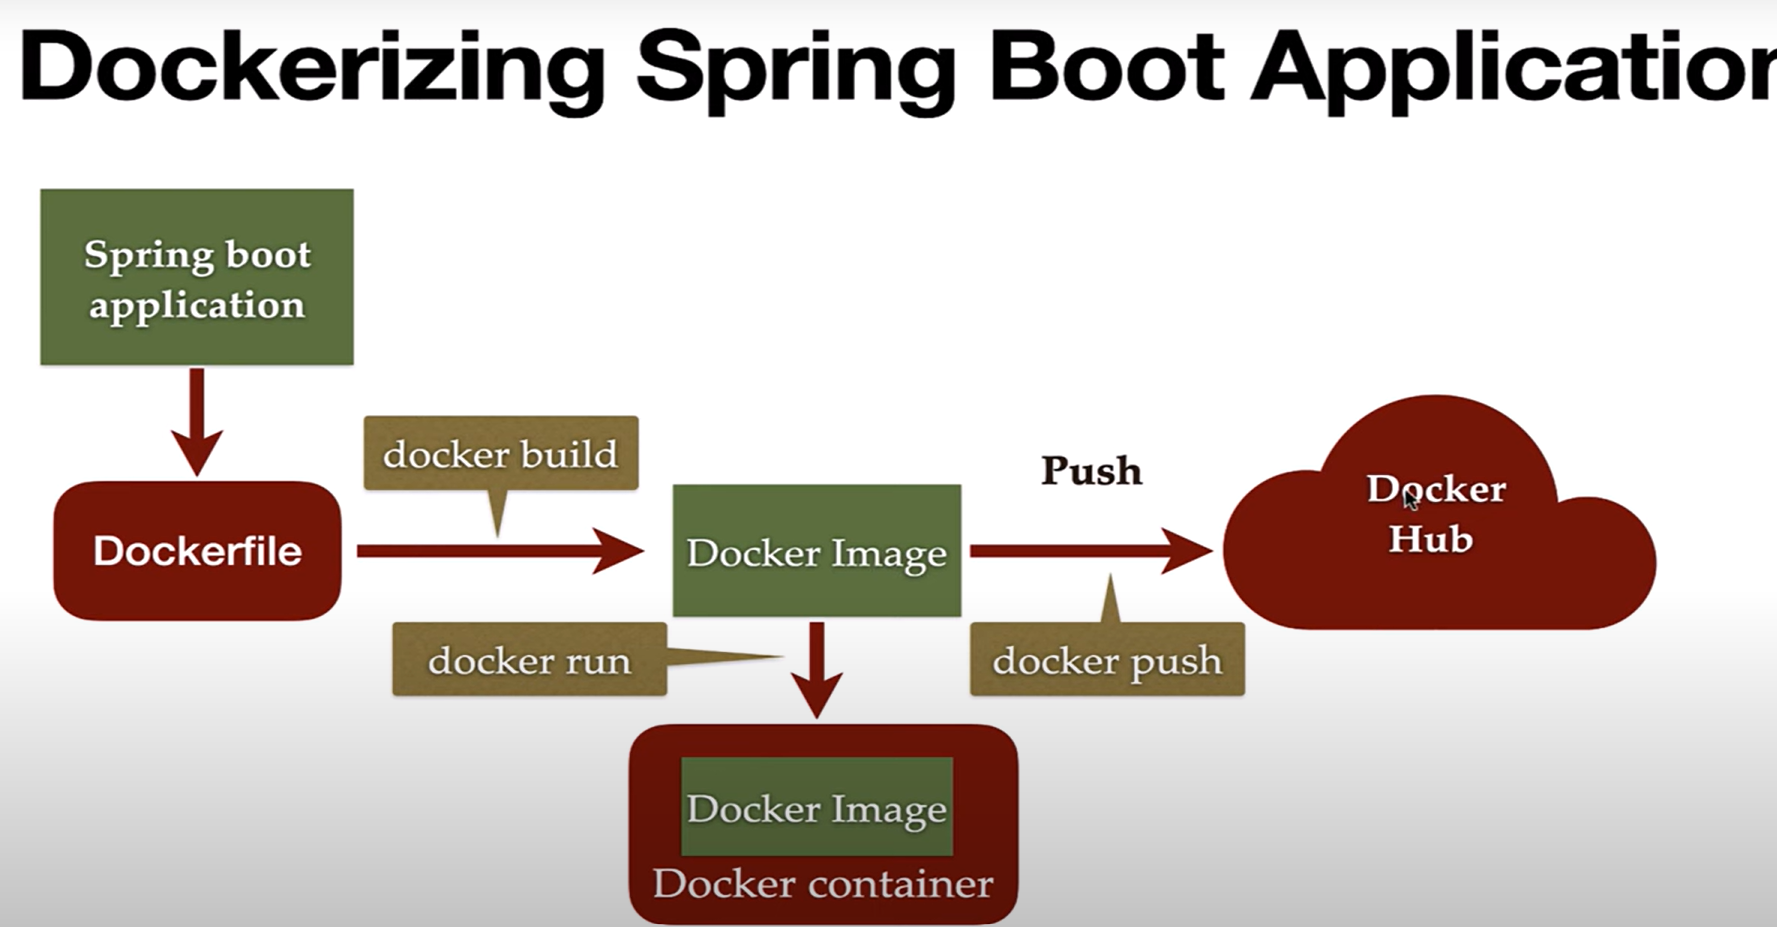 Dockerizing Spring Boot Application
Spring boot
application
docker build
Push
Docker
Hub
Dockerfile
Docker Image
docker run
docker push
Docker Image
Docker container